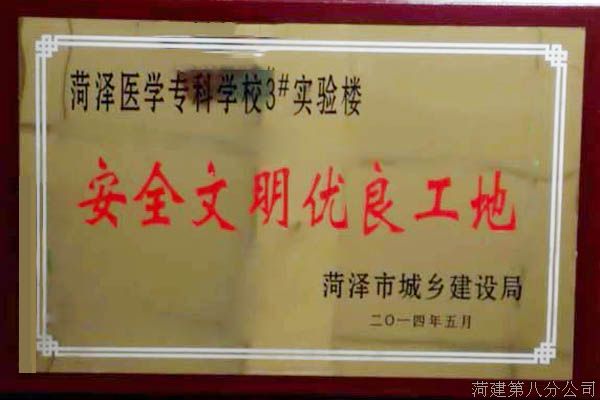 菏泽医学专科学校3#实验楼
安全文明优良工地
菏泽市城乡建设局
二〇一四年五月
菏建第八分公司